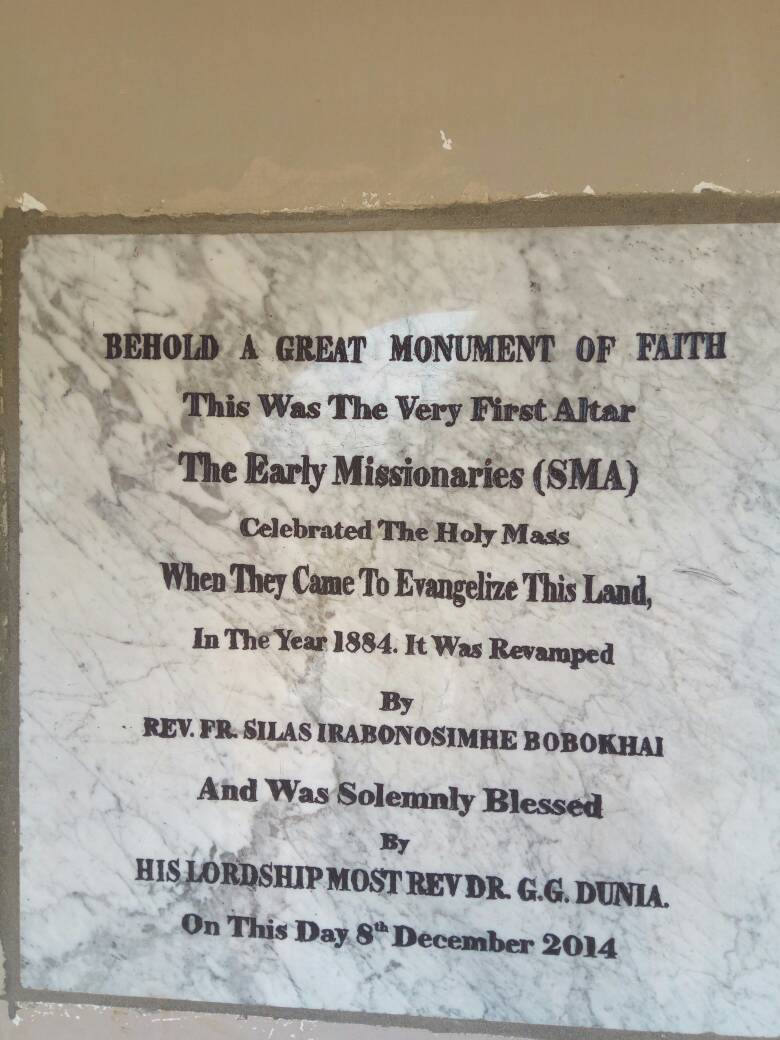 BEHOLD A GREAT MONUMENT OF FAITH
This Was The Very First Altar
The Early Missionaries (SMA)
Celebrated The Holy Mass
When They Came To Evangelize This Land,
In The Year 1884. It Was Revamped
By
REV. FR. SILAS IRABONOSIMHE BOBOKHAI
And Was Solemnly Blessed
By
HIS LORDSHIP MOST REV DR. G.G. DUNIA.
On This Day 8th December 2014